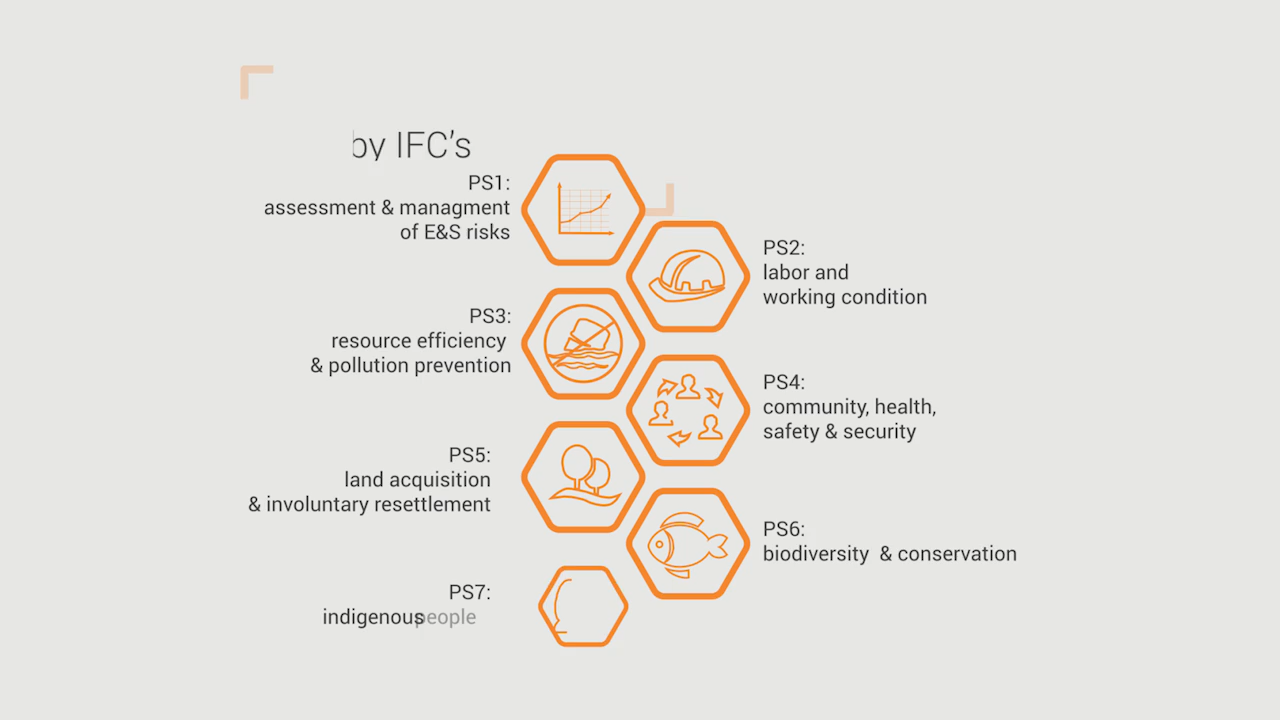 by IFC's
PS1:
assessment & managment
of E&S risks
PS2:
labor and
working condition
PS3:
resource efficiency
& pollution prevention
PS4:
community, health,
safety & security
PS5:
land acquisition
& involuntary resettlement
PS6:
biodiversity & conservation
PS7:
indigenous people